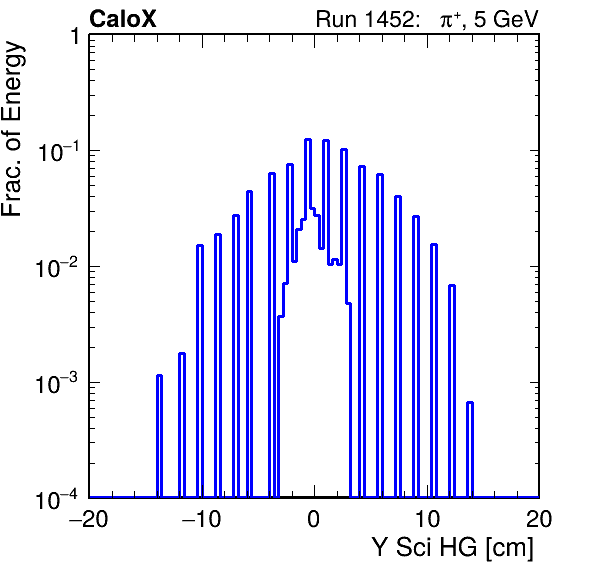 CaloX Run 1452: π⁺, 5 GeV
Frac. of Energy
1
10⁻¹
10⁻²
10⁻³
10⁻⁴
−20 −10 0 10 20
Y Sci HG [cm]